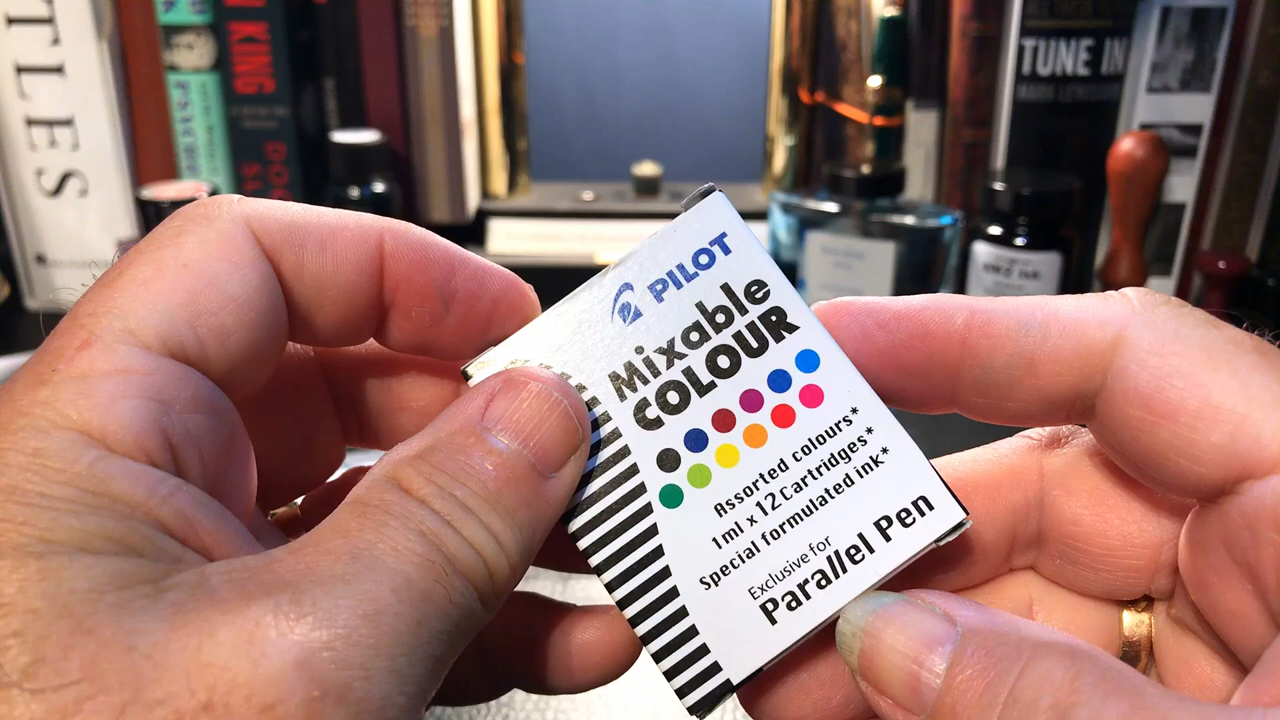 TLES
KING
PILOT
Mixable
COLOUR
Assorted colours*
1ml x 12 Cartridges*
Special formulated ink*
Exclusive for
Parallel Pen
TUNE IN